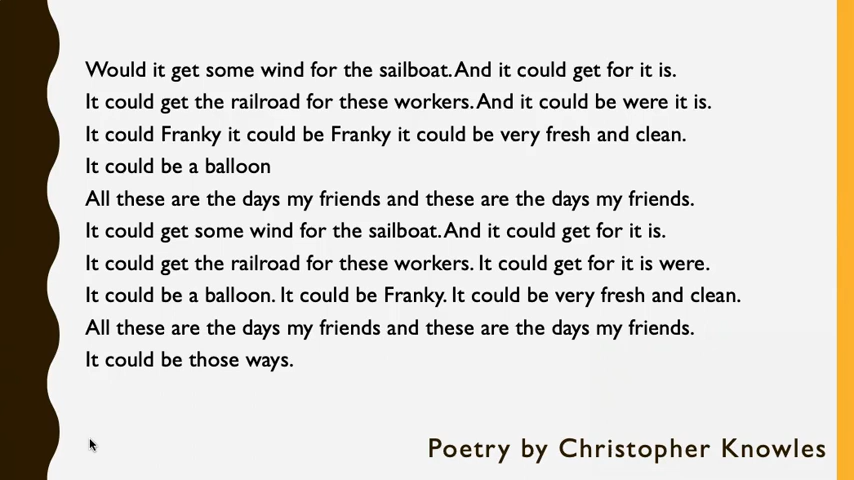 Would it get some wind for the sailboat. And it could get for it is.
It could get the railroad for these workers. And it could be were it is.
It could Franky it could be Franky it could be very fresh and clean.
It could be a balloon
All these are the days my friends and these are the days my friends.
It could get some wind for the sailboat. And it could get for it is.
It could get the railroad for these workers. It could get for it is were.
It could be a balloon. It could be Franky. It could be very fresh and clean.
All these are the days my friends and these are the days my friends.
It could be those ways.
Poetry by Christopher Knowles